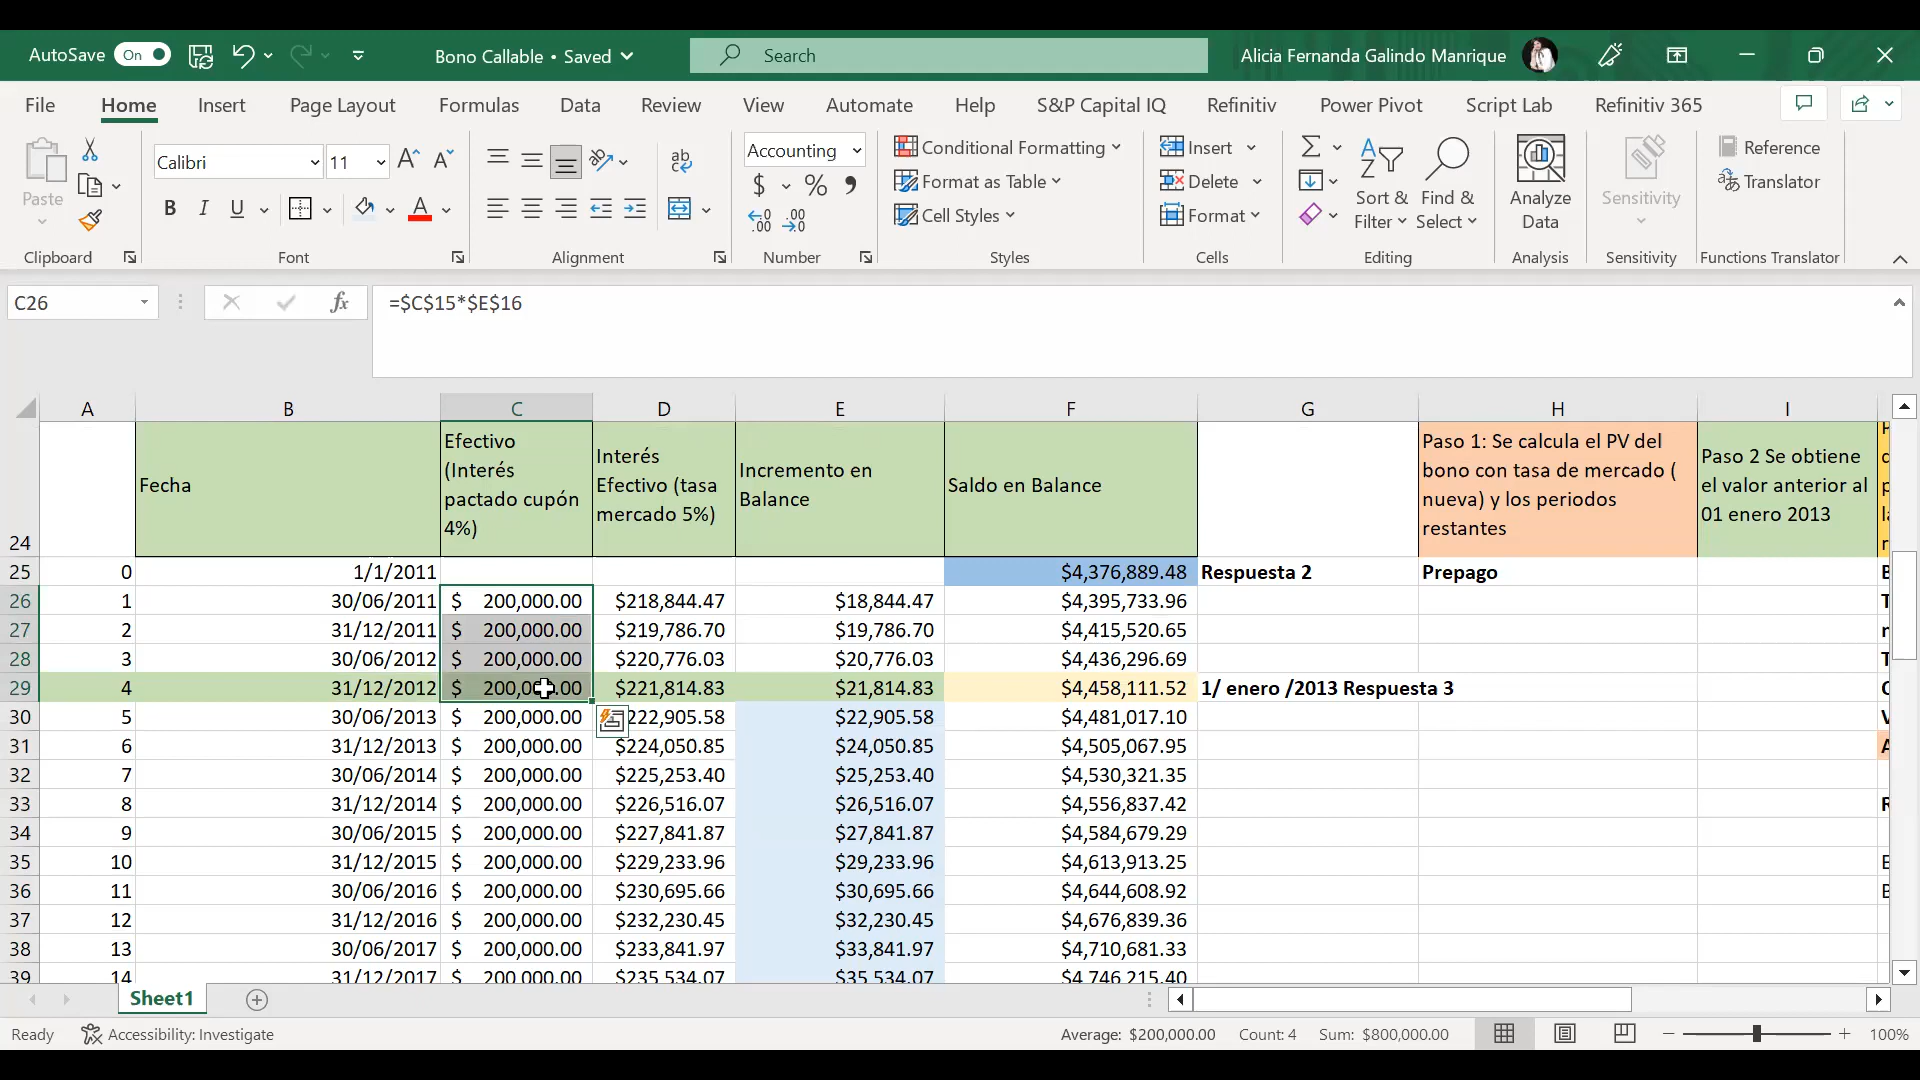 AutoSave On Bono Callable • Saved Search Alicia Fernanda Galindo Manrique
File Home Insert Page Layout Formulas Data Review View Automate Help S&P Capital IQ Refinitiv Power Pivot Script Lab Refinitiv 365
Paste
Calibri 11
B I U A
ab
Accounting
$ % 9
.00 .00
Conditional Formatting
Format as Table
Cell Styles
Insert
Delete
Format
Sort & Filter
Find & Select
Analyze Data
Sensitivity
Reference
Translator
Clipboard Font Alignment Number Styles Cells Editing Analysis Sensitivity Functions Translator
C26 fx =$C$15*$E$16
A B C D E F G H I
24
Fecha
Efectivo
(Interés
pactado cupón
4%)
Interés
Efectivo (tasa
mercado 5%)
Incremento en
Balance
Saldo en Balance
Paso 1: Se calcula el PV del
bono con tasa de mercado (
nueva) y los periodos
restantes
Paso 2 Se obtiene
el valor anterior al
01 enero 2013
25 0 1/1/2011 $4,376,889.48 Respuesta 2 Prepago
26 1 30/06/2011 $ 200,000.00 $218,844.47 $18,844.47 $4,395,733.96
27 2 31/12/2011 $ 200,000.00 $219,786.70 $19,786.70 $4,415,520.65
28 3 30/06/2012 $ 200,000.00 $220,776.03 $20,776.03 $4,436,296.69
29 4 31/12/2012 $ 200,000.00 $221,814.83 $21,814.83 $4,458,111.52 1/ enero /2013 Respuesta 3
30 5 30/06/2013 $ 200,000.00 222,905.58 $22,905.58 $4,481,017.10
31 6 31/12/2013 $ 200,000.00 $224,050.85 $24,050.85 $4,505,067.95
32 7 30/06/2014 $ 200,000.00 $225,253.40 $25,253.40 $4,530,321.35
33 8 31/12/2014 $ 200,000.00 $226,516.07 $26,516.07 $4,556,837.42
34 9 30/06/2015 $ 200,000.00 $227,841.87 $27,841.87 $4,584,679.29
35 10 31/12/2015 $ 200,000.00 $229,233.96 $29,233.96 $4,613,913.25
36 11 30/06/2016 $ 200,000.00 $230,695.66 $30,695.66 $4,644,608.92
37 12 31/12/2016 $ 200,000.00 $232,230.45 $32,230.45 $4,676,839.36
38 13 30/06/2017 $ 200,000.00 $233,841.97 $33,841.97 $4,710,681.33
39 14 31/12/2017 $ 200,000.00 $235,534.07 $35,534.07 $4,746,215.40
Sheet1
Ready Accessibility: Investigate Average: $200,000.00 Count: 4 Sum: $800,000.00 100%